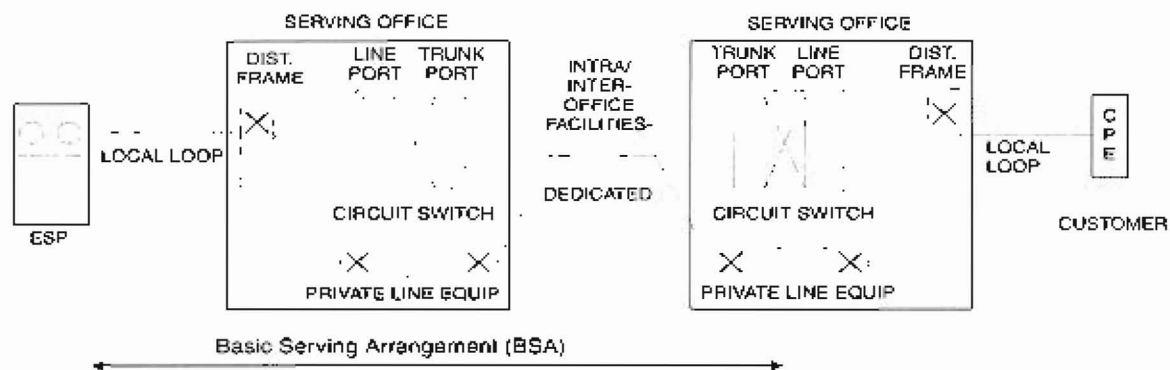 SERVING OFFICE
SERVING OFFICE
DIST. FRAME
LINE PORT
TRUNK PORT
INTRA/
INTER-
OFFICE
FACILITIES-
TRUNK PORT
LINE PORT
DIST. FRAME
CPE
LOCAL LOOP
LOCAL
LOOP
DEDICATED
CIRCUIT SWITCH
CIRCUIT SWITCH
ESP
CUSTOMER
PRIVATE LINE EQUIP
PRIVATE LINE EQUIP
Basic Serving Arrangement (BSA)